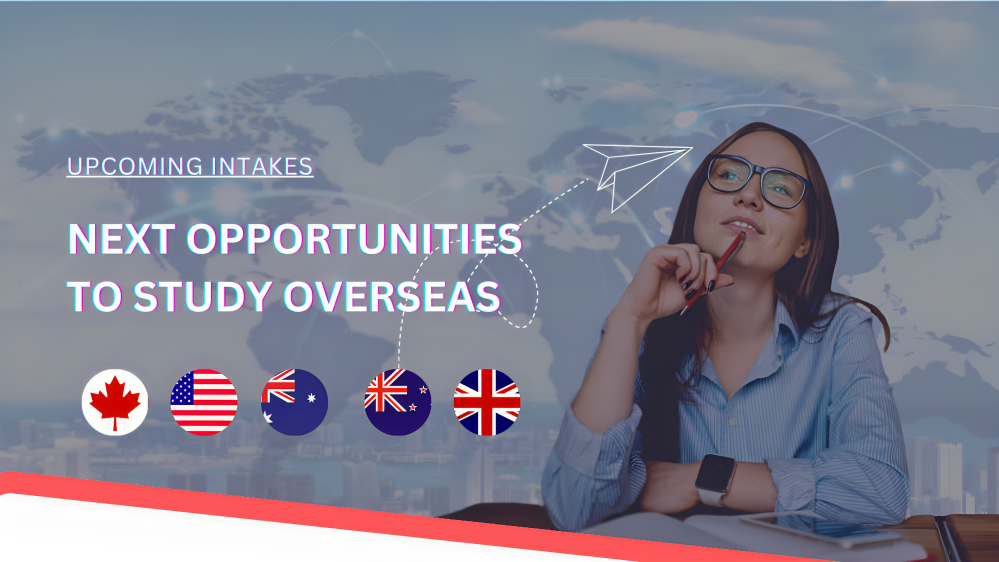 UPCOMING INTAKES
NEXT OPPORTUNITIES
TO STUDY OVERSEAS